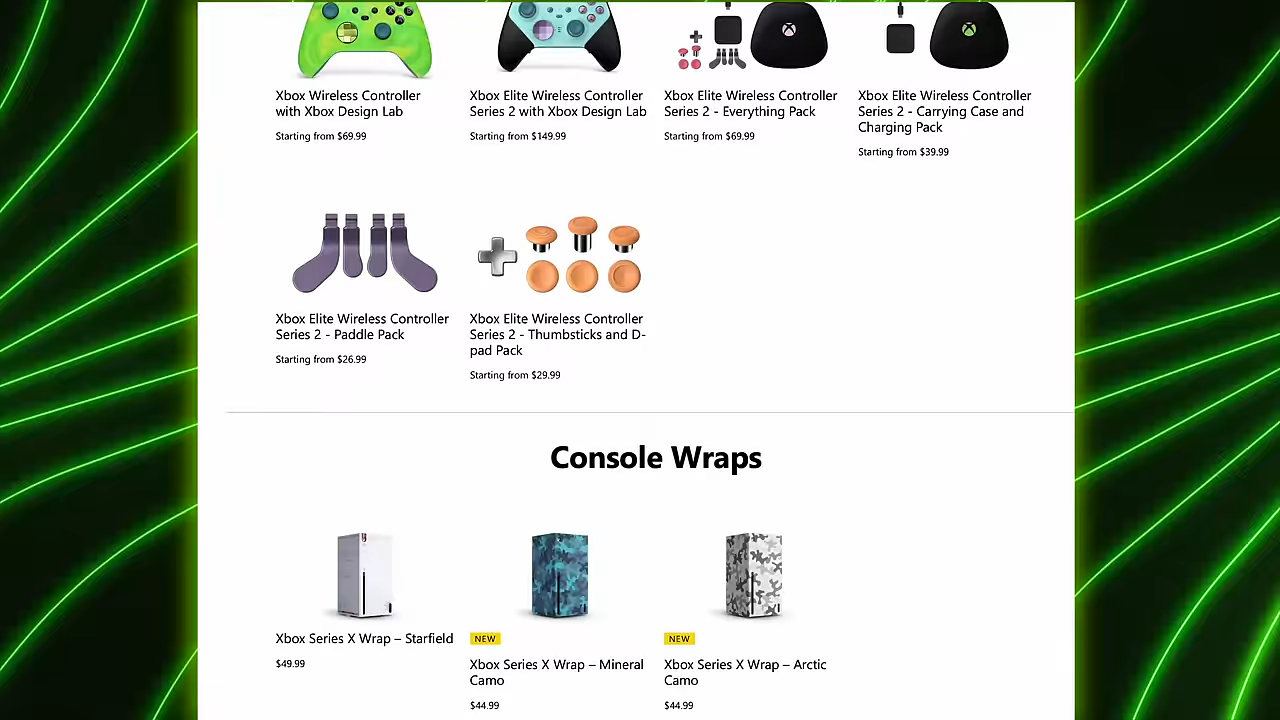 Xbox Wireless Controller
with Xbox Design Lab
Starting from $69.99
Xbox Elite Wireless Controller
Series 2 with Xbox Design Lab
Starting from $149.99
Xbox Elite Wireless Controller
Series 2 - Everything Pack
Starting from $69.99
Xbox Elite Wireless Controller
Series 2 - Carrying Case and
Charging Pack
Starting from $39.99
Xbox Elite Wireless Controller
Series 2 - Paddle Pack
Starting from $26.99
Xbox Elite Wireless Controller
Series 2 - Thumbsticks and D-
pad Pack
Starting from $29.99
Console Wraps
Xbox Series X Wrap – Starfield
$49.99
NEW
Xbox Series X Wrap – Mineral
Camo
$44.99
NEW
Xbox Series X Wrap – Arctic
Camo
$44.99